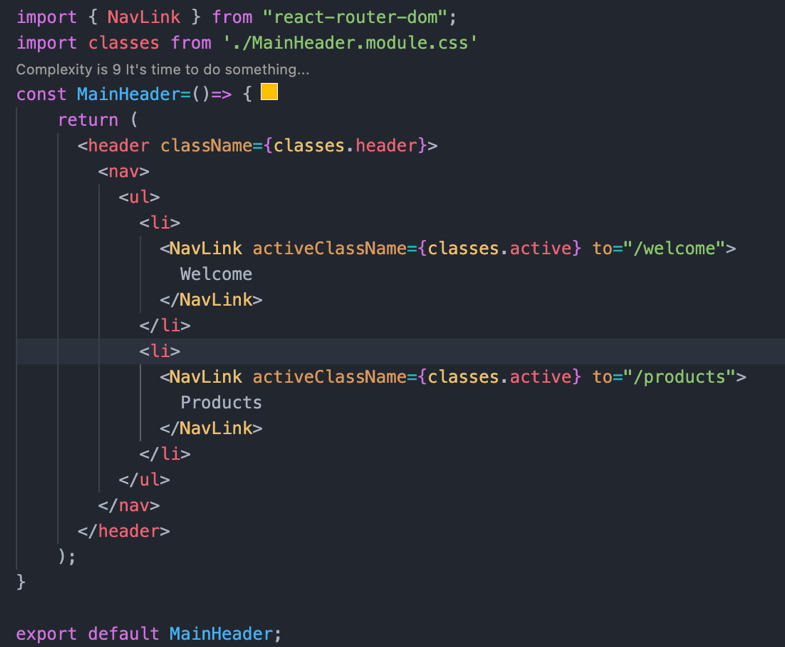 import { NavLink } from "react-router-dom";
import classes from './MainHeader.module.css'
Complexity is 9 It's time to do something...
const MainHeader=()=> {
    return (
      <header className={classes.header}>
        <nav>
          <ul>
            <li>
              <NavLink activeClassName={classes.active} to="/welcome">
                Welcome
              </NavLink>
            </li>
            <li>
              <NavLink activeClassName={classes.active} to="/products">
                Products
              </NavLink>
            </li>
          </ul>
        </nav>
      </header>
    );
}

export default MainHeader;